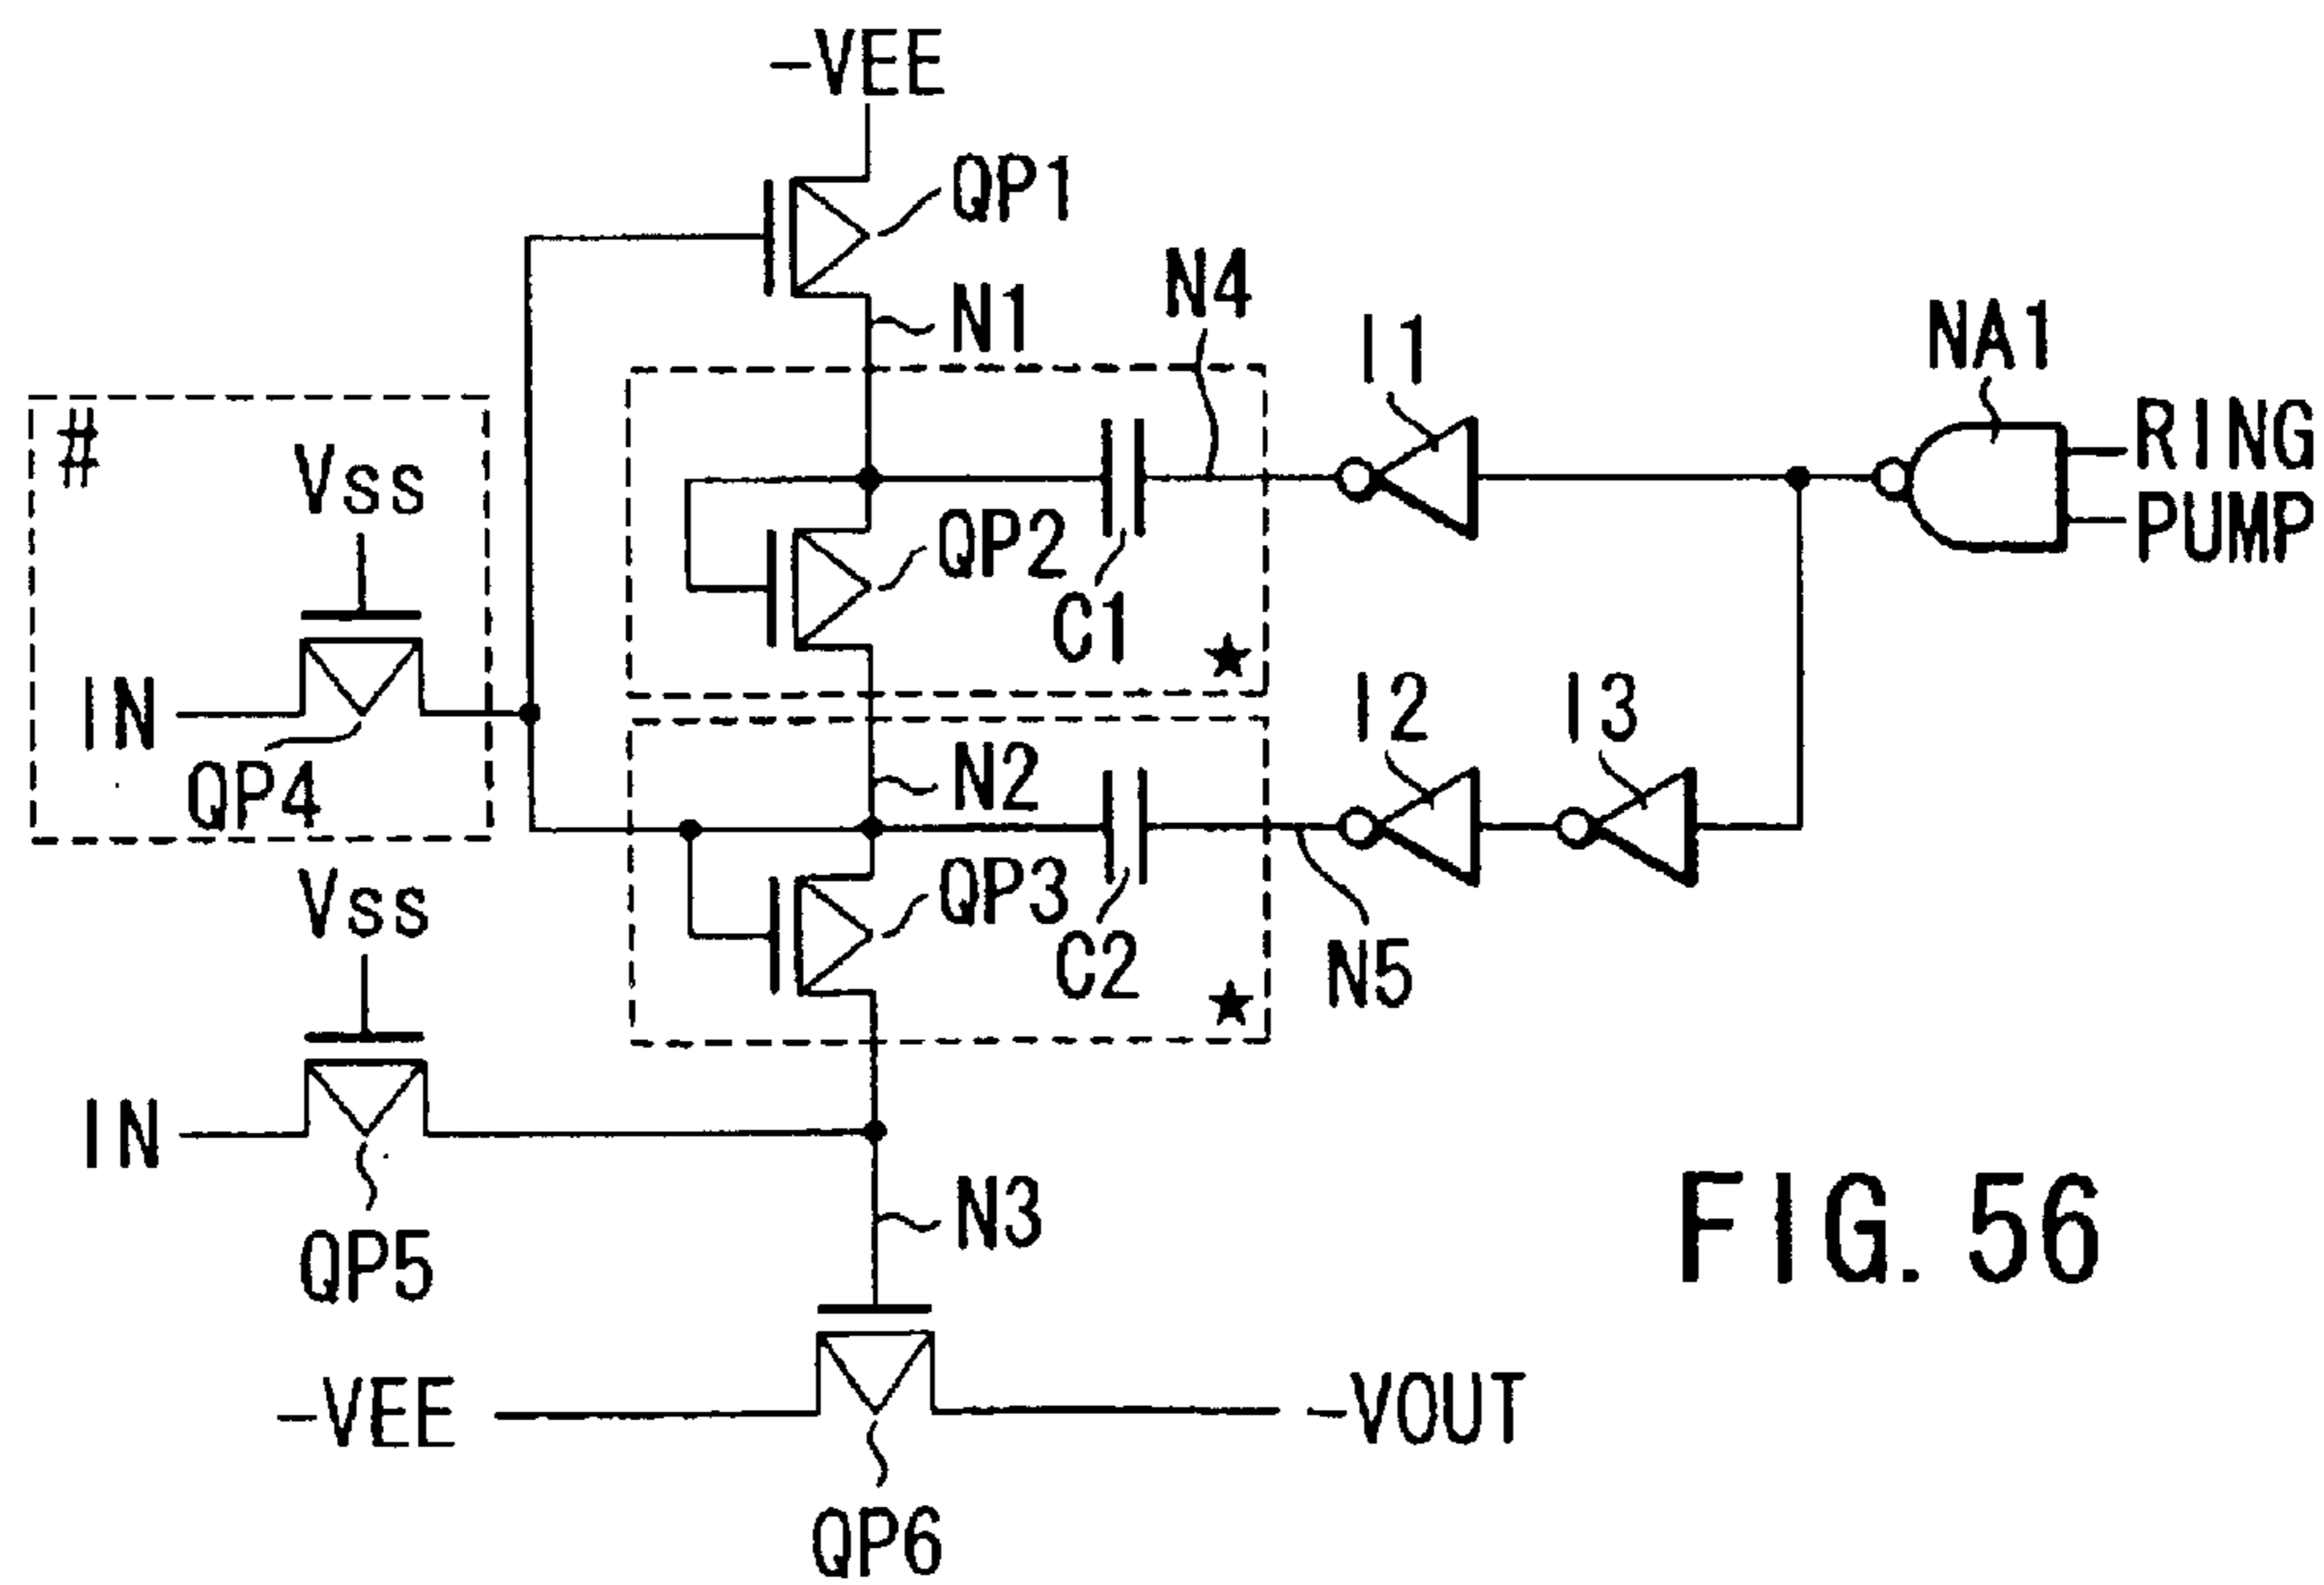 -VEE
QP1
N1
N4
I1
NA1
RING
PUMP
#
Vss
QP2
C1
★
IN
QP4
N2
I2
I3
QP3
C2
★
N5
Vss
IN
QP5
N3
-VEE
-VOUT
QP6
FIG. 56